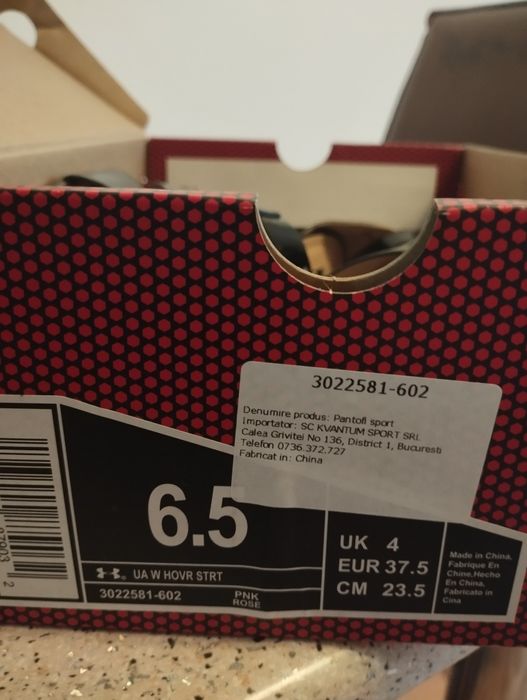 3022581-602
Denumire produs: Pantofi sport
Importator: SC KVANTUM SPORT SRL
Calea Grivitei No 136, District 1, Bucuresti
Telefon 0736.372.727
Fabricat in: China
6.5
UK 4
EUR 37.5
CM 23.5
Made in China,
Fabrique En
Chine,Hecho
En China,
Fabricato in
Cina
UA W HOVR STRT
3022581-602
PNK
ROSE
2